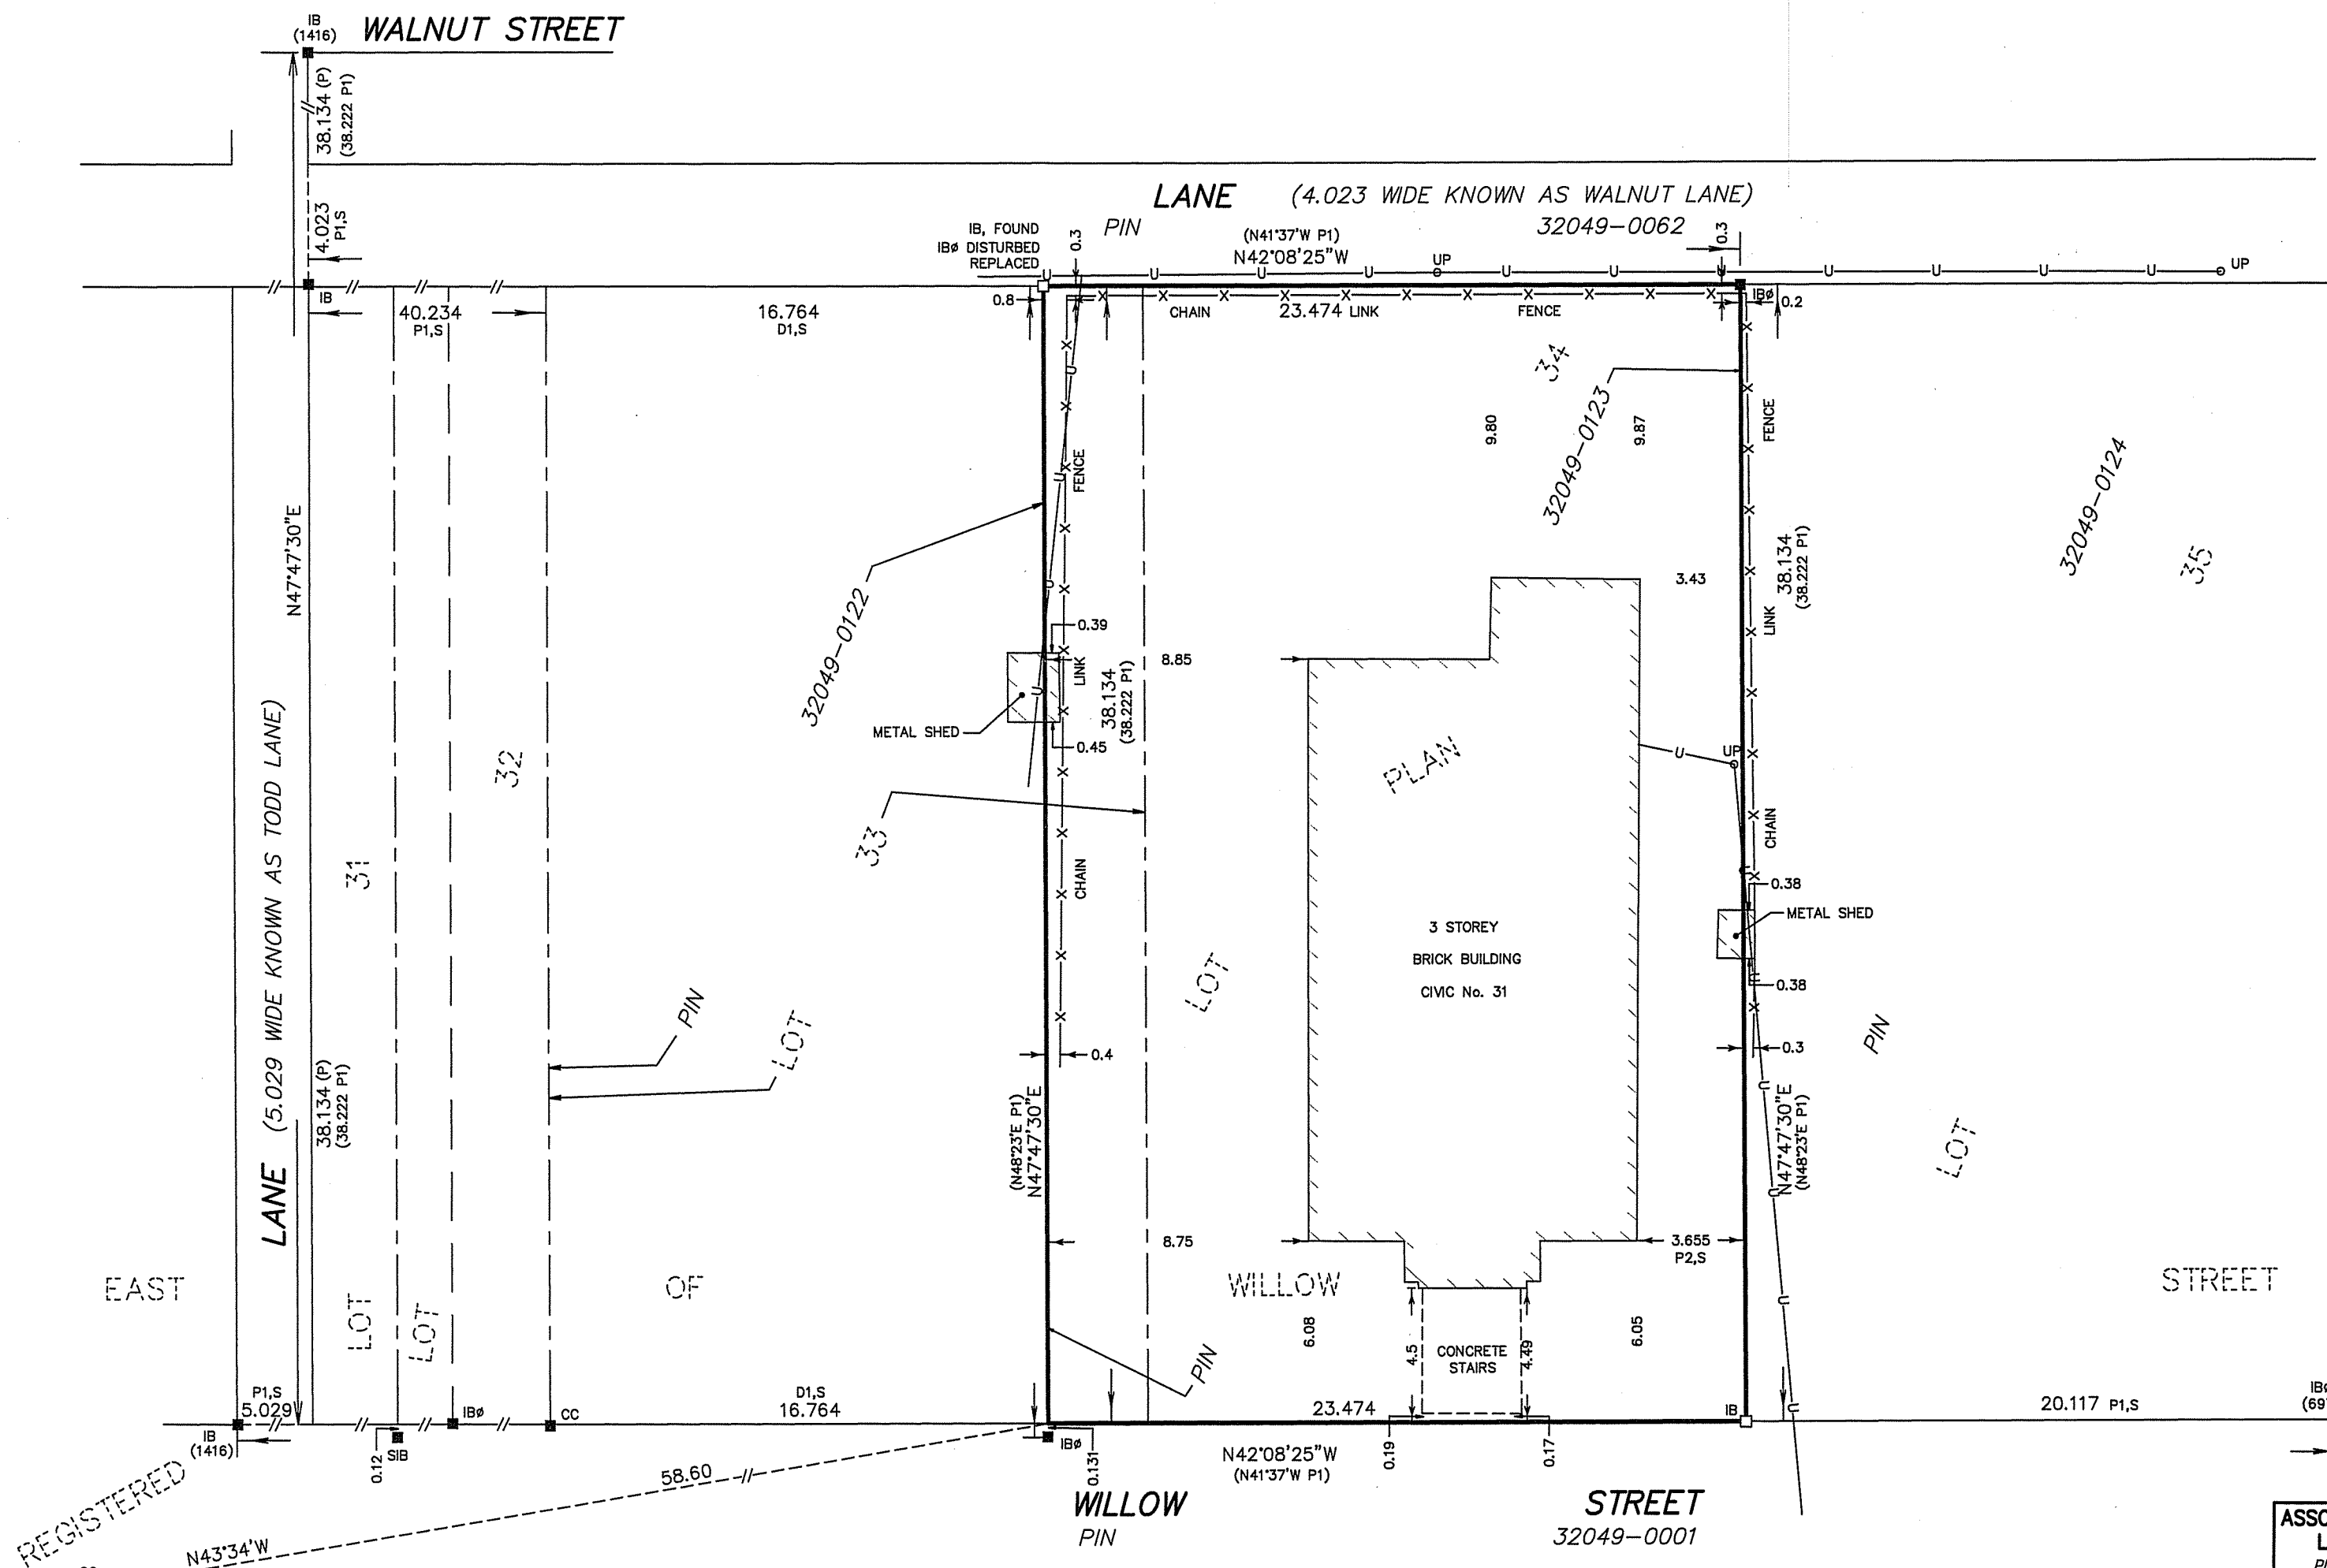 IB
(1416)
WALNUT STREET
38.134 (P)
(38.222 P1)
4.023
P1,S
LANE (4.023 WIDE KNOWN AS WALNUT LANE)
PIN 32049-0062
IB, FOUND
IBø DISTURBED
REPLACED
0.3
(N41°37'W P1)
N42°08'25"W
UP
0.3
UP
IB
40.234
P1,S
16.764
D1,S
0.8
CHAIN 23.474 LINK FENCE
IBø
0.2
34
9.80
9.87
32049-0123
FENCE
FENCE
32049-0124
35
N47°47'30"E
32049-0122
38.134
(38.222 P1)
LINK
3.43
0.39
LINK
38.134
(38.222 P1)
8.85
METAL SHED
0.45
LANE (5.029 WIDE KNOWN AS TODD LANE)
32
31
33
PLAN
UP
CHAIN
CHAIN
0.38
METAL SHED
0.38
3 STOREY
BRICK BUILDING
CIVIC No. 31
LOT
PIN
LOT
PIN
0.4
0.3
38.134 (P)
(38.222 P1)
(N48°23'E P1)
N47°47'30"E
N47°47'30"E
(N48°23'E P1)
LOT
8.75
3.655
P2,S
EAST
OF
WILLOW
STREET
LOT
LOT
6.08
4.5
CONCRETE
STAIRS
4.49
6.05
PIN
P1,S
5.029
IB
(1416)
0.12
SIB
IBø
CC
D1,S
16.764
IBø
0.131
23.474
0.19
0.17
IB
20.117 P1,S
N42°08'25"W
(N41°37'W P1)
58.60
REGISTERED
N43°34'W
WILLOW STREET
PIN 32049-0001